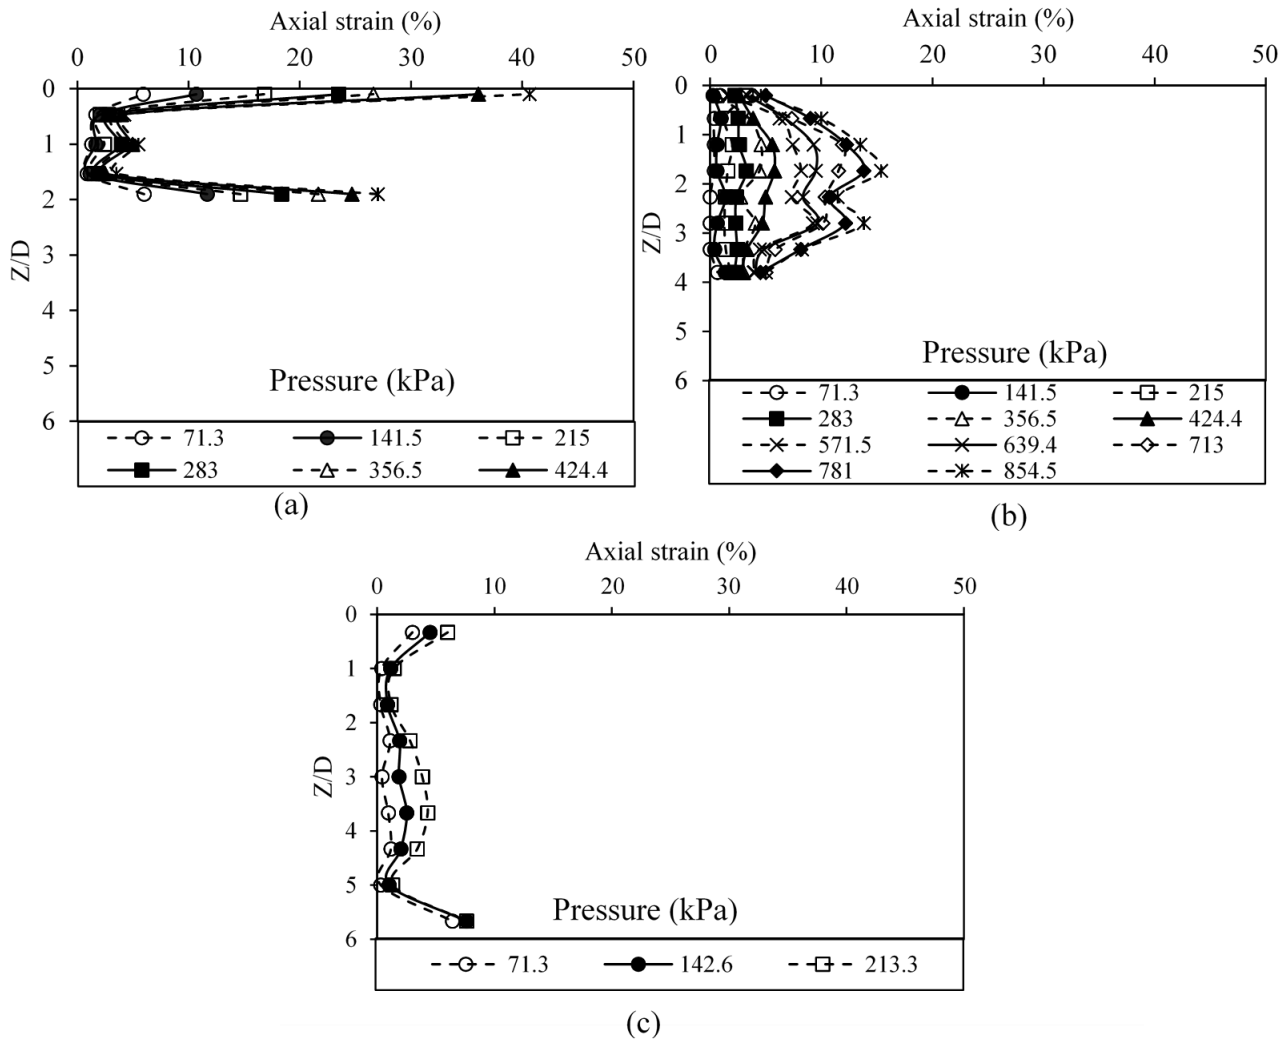 Axial strain (%)
0 10 20 30 40 50
0
1
2
3
4
5
6
Z/D
Pressure (kPa)
71.3 141.5 215
283 356.5 424.4
(a)
Axial strain (%)
0 10 20 30 40 50
0
1
2
3
4
5
6
Z/D
Pressure (kPa)
71.3 141.5 215
283 356.5 424.4
571.5 639.4 713
781 854.5
(b)
Axial strain (%)
0 10 20 30 40 50
0
1
2
3
4
5
6
Z/D
Pressure (kPa)
71.3 142.6 213.3
(c)